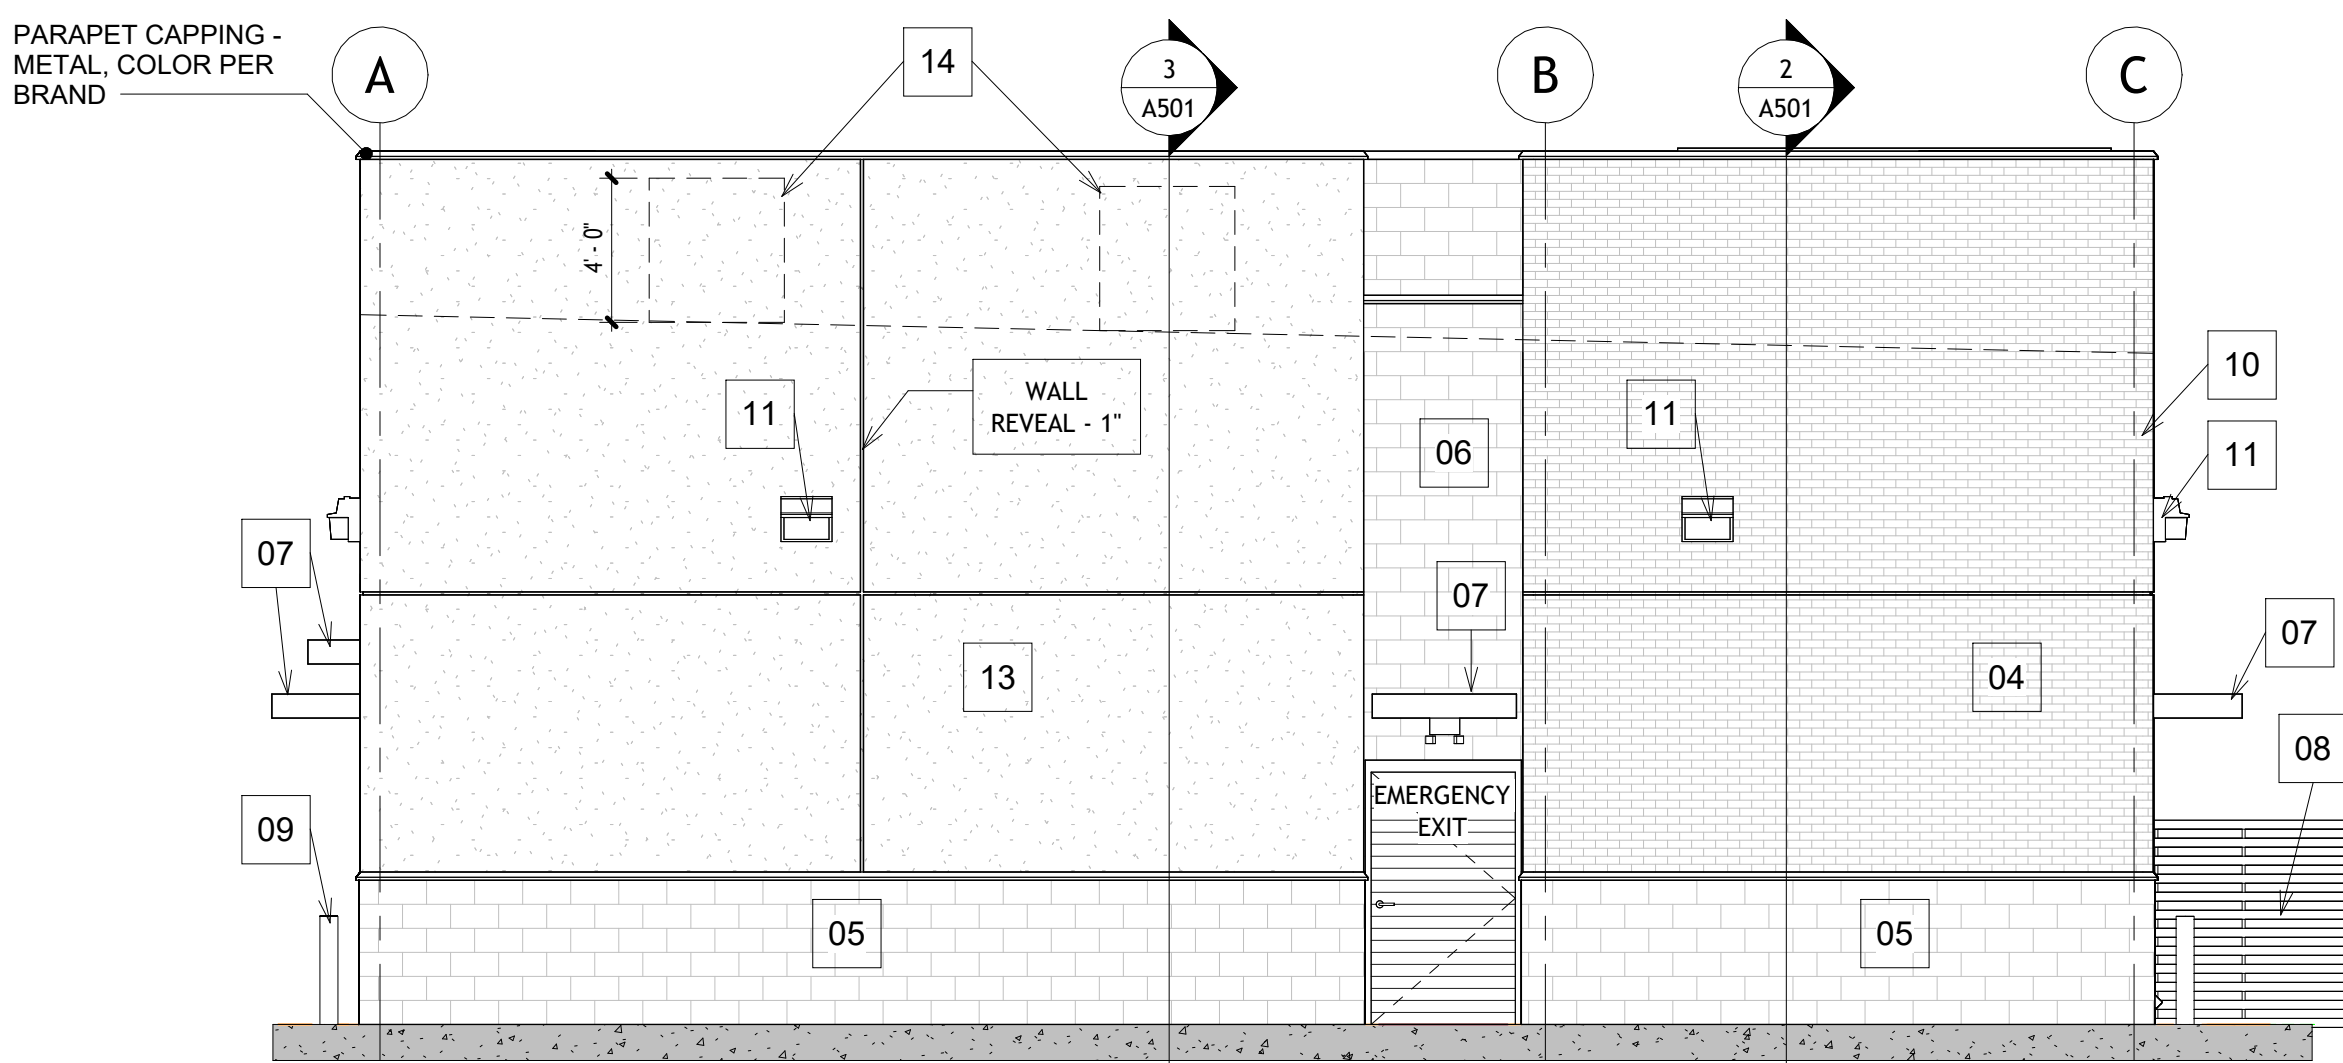 PARAPET CAPPING -
METAL, COLOR PER
BRAND
A
14
3
A501
B
2
A501
C
4' - 0"
WALL
REVEAL - 1"
11
06
11
10
11
07
07
07
13
04
08
EMERGENCY
EXIT
09
05
05